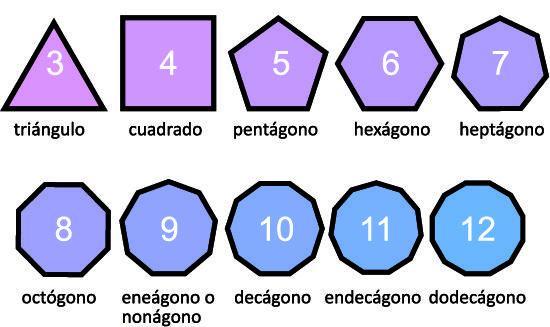 3 4 5 6 7
triángulo cuadrado pentágono hexágono heptágono
8 9 10 11 12
octógono eneágono o decágono endecágono dodecágono
nonágono